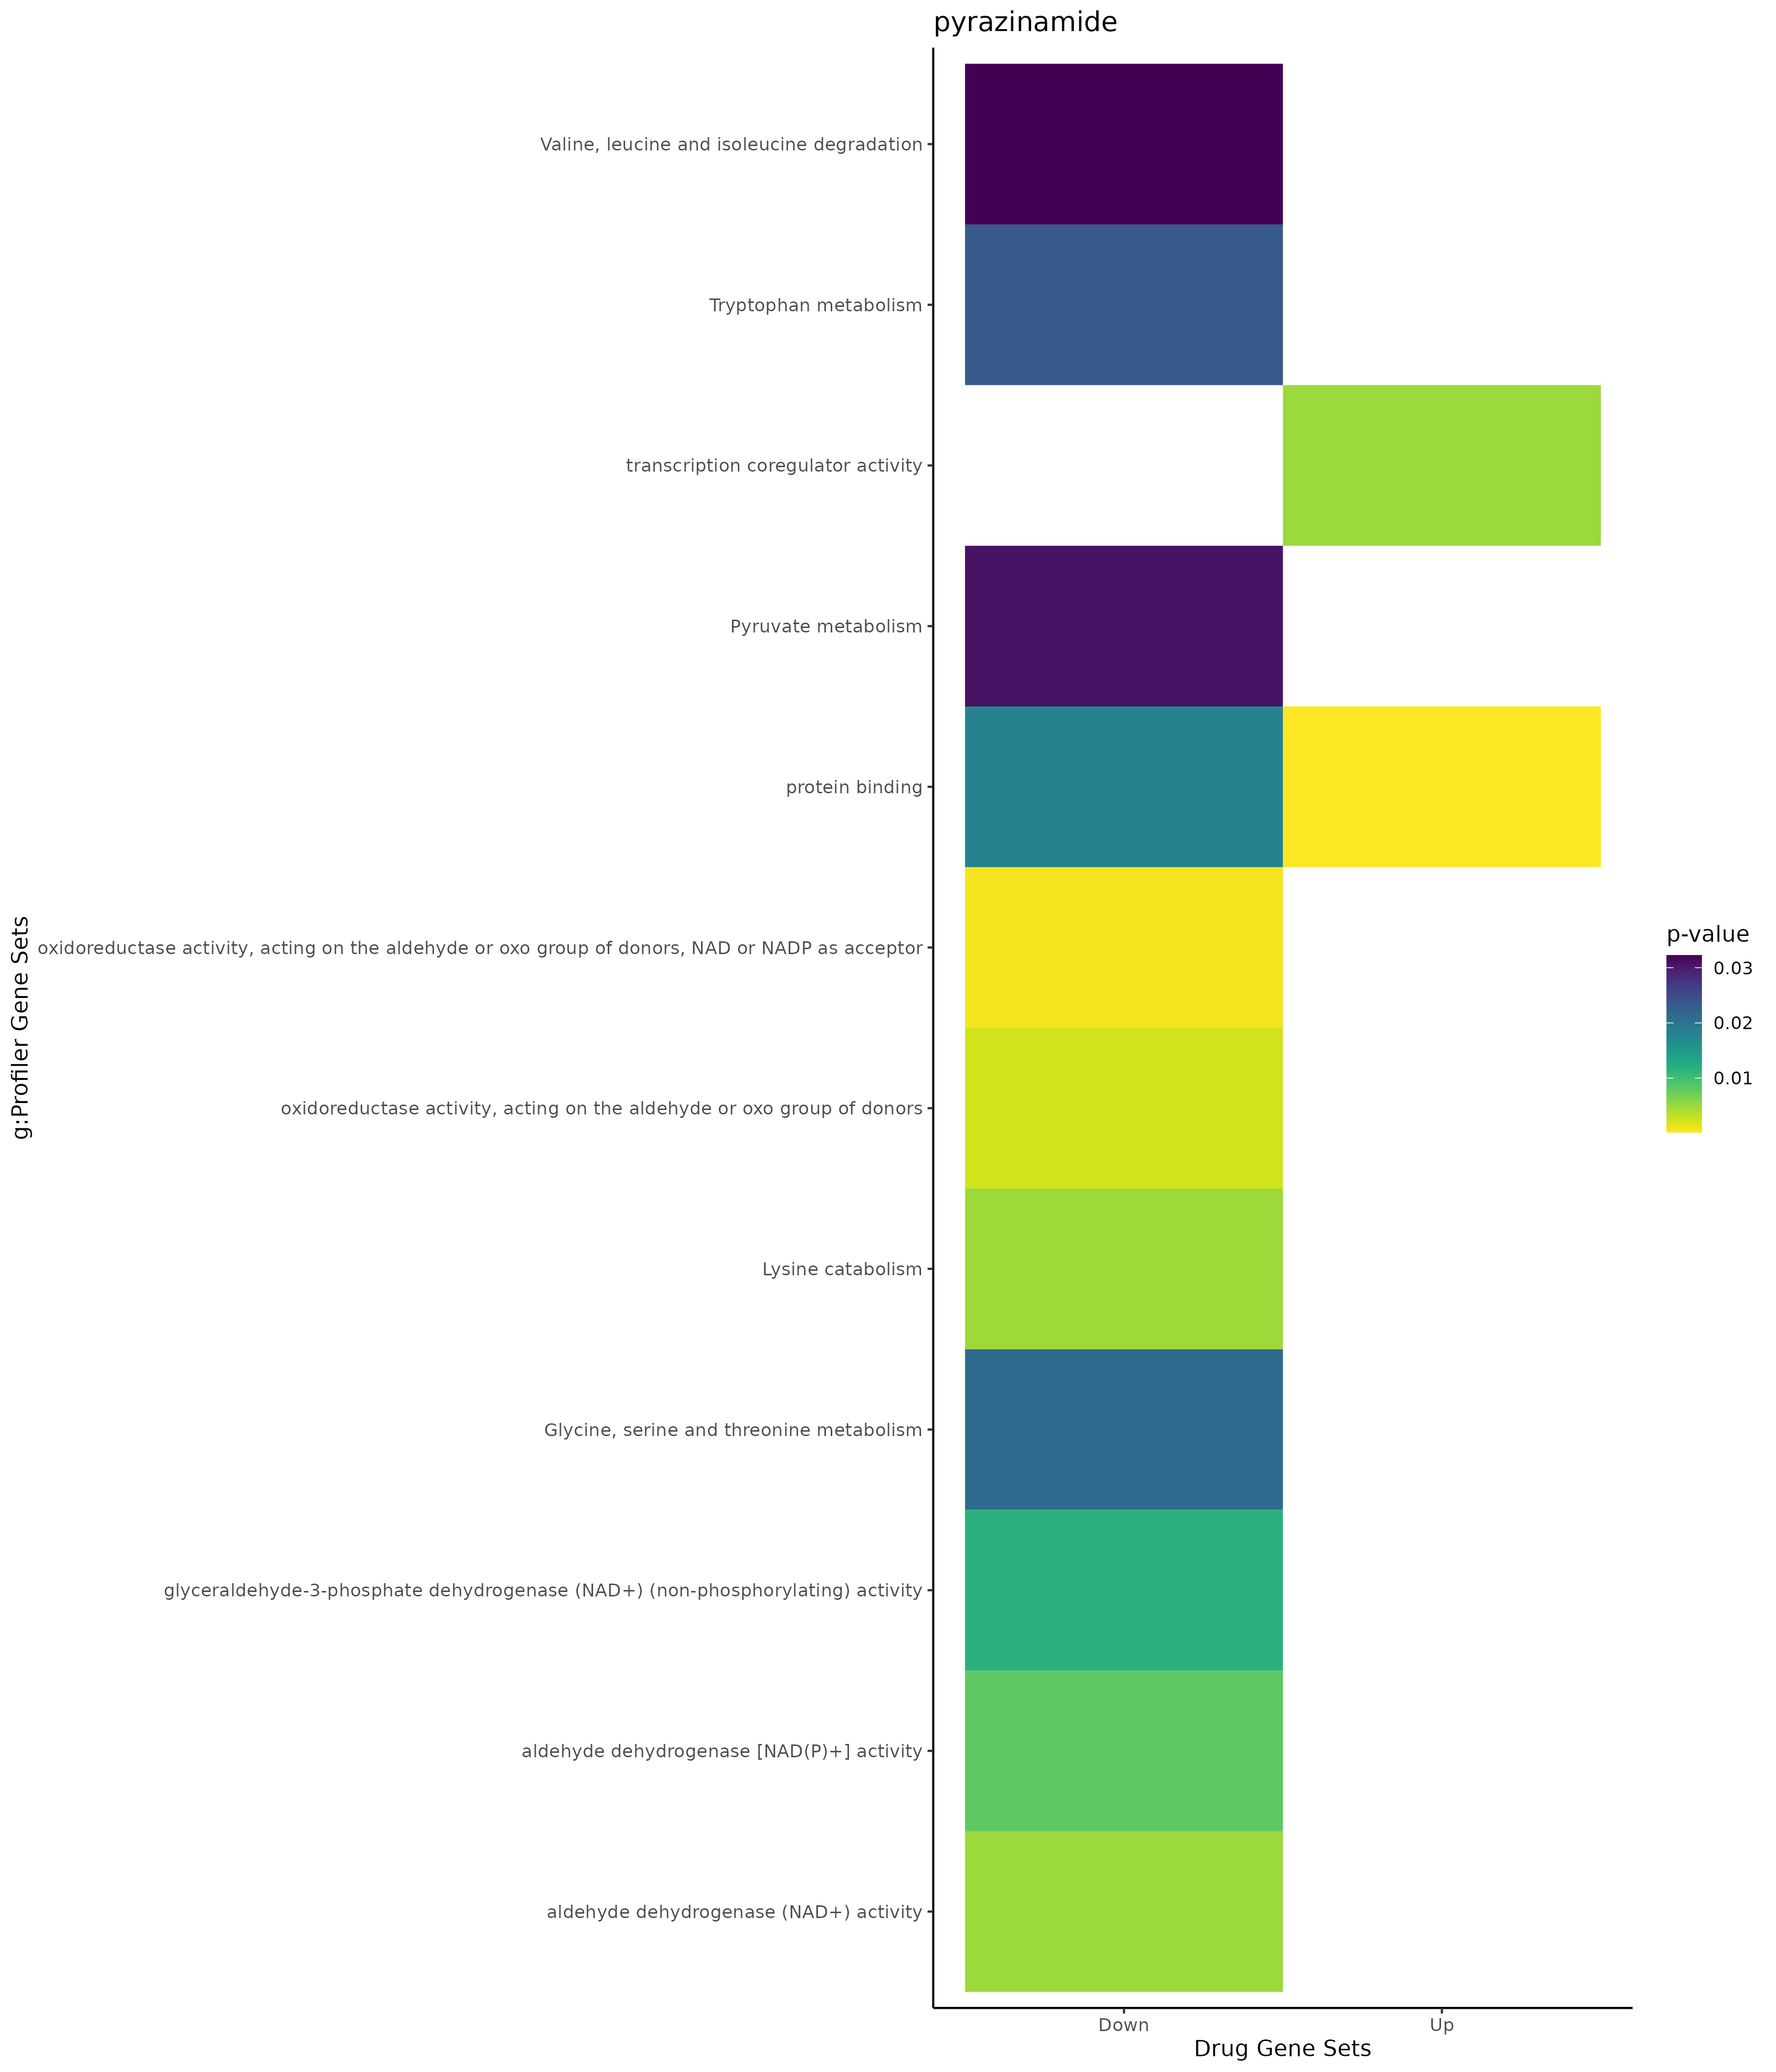 pyrazinamide
Valine, leucine and isoleucine degradation
Tryptophan metabolism
transcription coregulator activity
Pyruvate metabolism
protein binding
oxidoreductase activity, acting on the aldehyde or oxo group of donors, NAD or NADP as acceptor
oxidoreductase activity, acting on the aldehyde or oxo group of donors
Lysine catabolism
Glycine, serine and threonine metabolism
glyceraldehyde-3-phosphate dehydrogenase (NAD+) (non-phosphorylating) activity
aldehyde dehydrogenase [NAD(P)+] activity
aldehyde dehydrogenase (NAD+) activity
g:Profiler Gene Sets
Down
Up
Drug Gene Sets
p-value
0.03
0.02
0.01